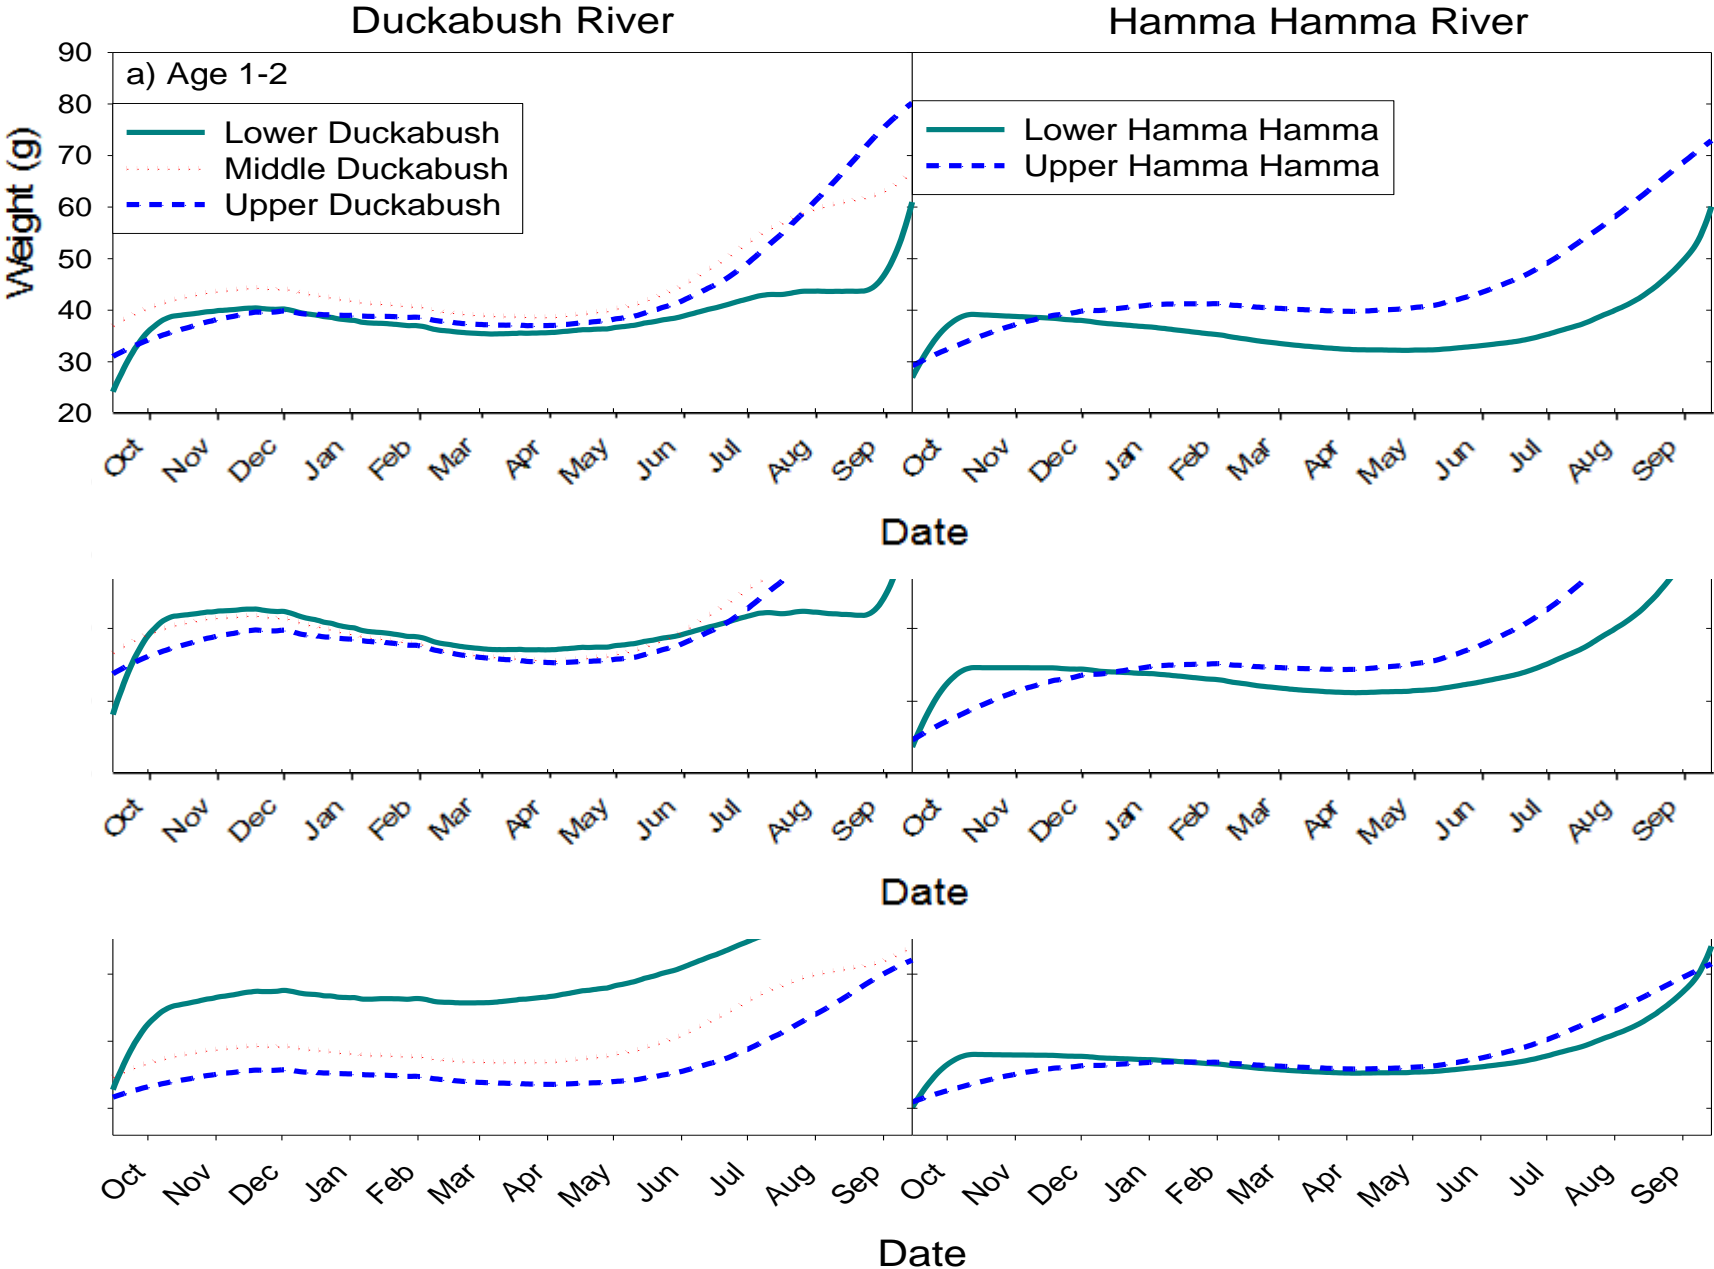 Duckabush River Hamma Hamma River
90
a) Age 1-2
80
Lower Duckabush
Middle Duckabush
Upper Duckabush
Lower Hamma Hamma
Upper Hamma Hamma
70
60
50
40
30
20
Weight (g)
Oct Nov Dec Jan Feb Mar Apr May Jun Jul Aug Sep Oct Nov Dec Jan Feb Mar Apr May Jun Jul Aug Sep
Date
Oct Nov Dec Jan Feb Mar Apr May Jun Jul Aug Sep Oct Nov Dec Jan Feb Mar Apr May Jun Jul Aug Sep
Date
Oct Nov Dec Jan Feb Mar Apr May Jun Jul Aug Sep Oct Nov Dec Jan Feb Mar Apr May Jun Jul Aug Sep
Date